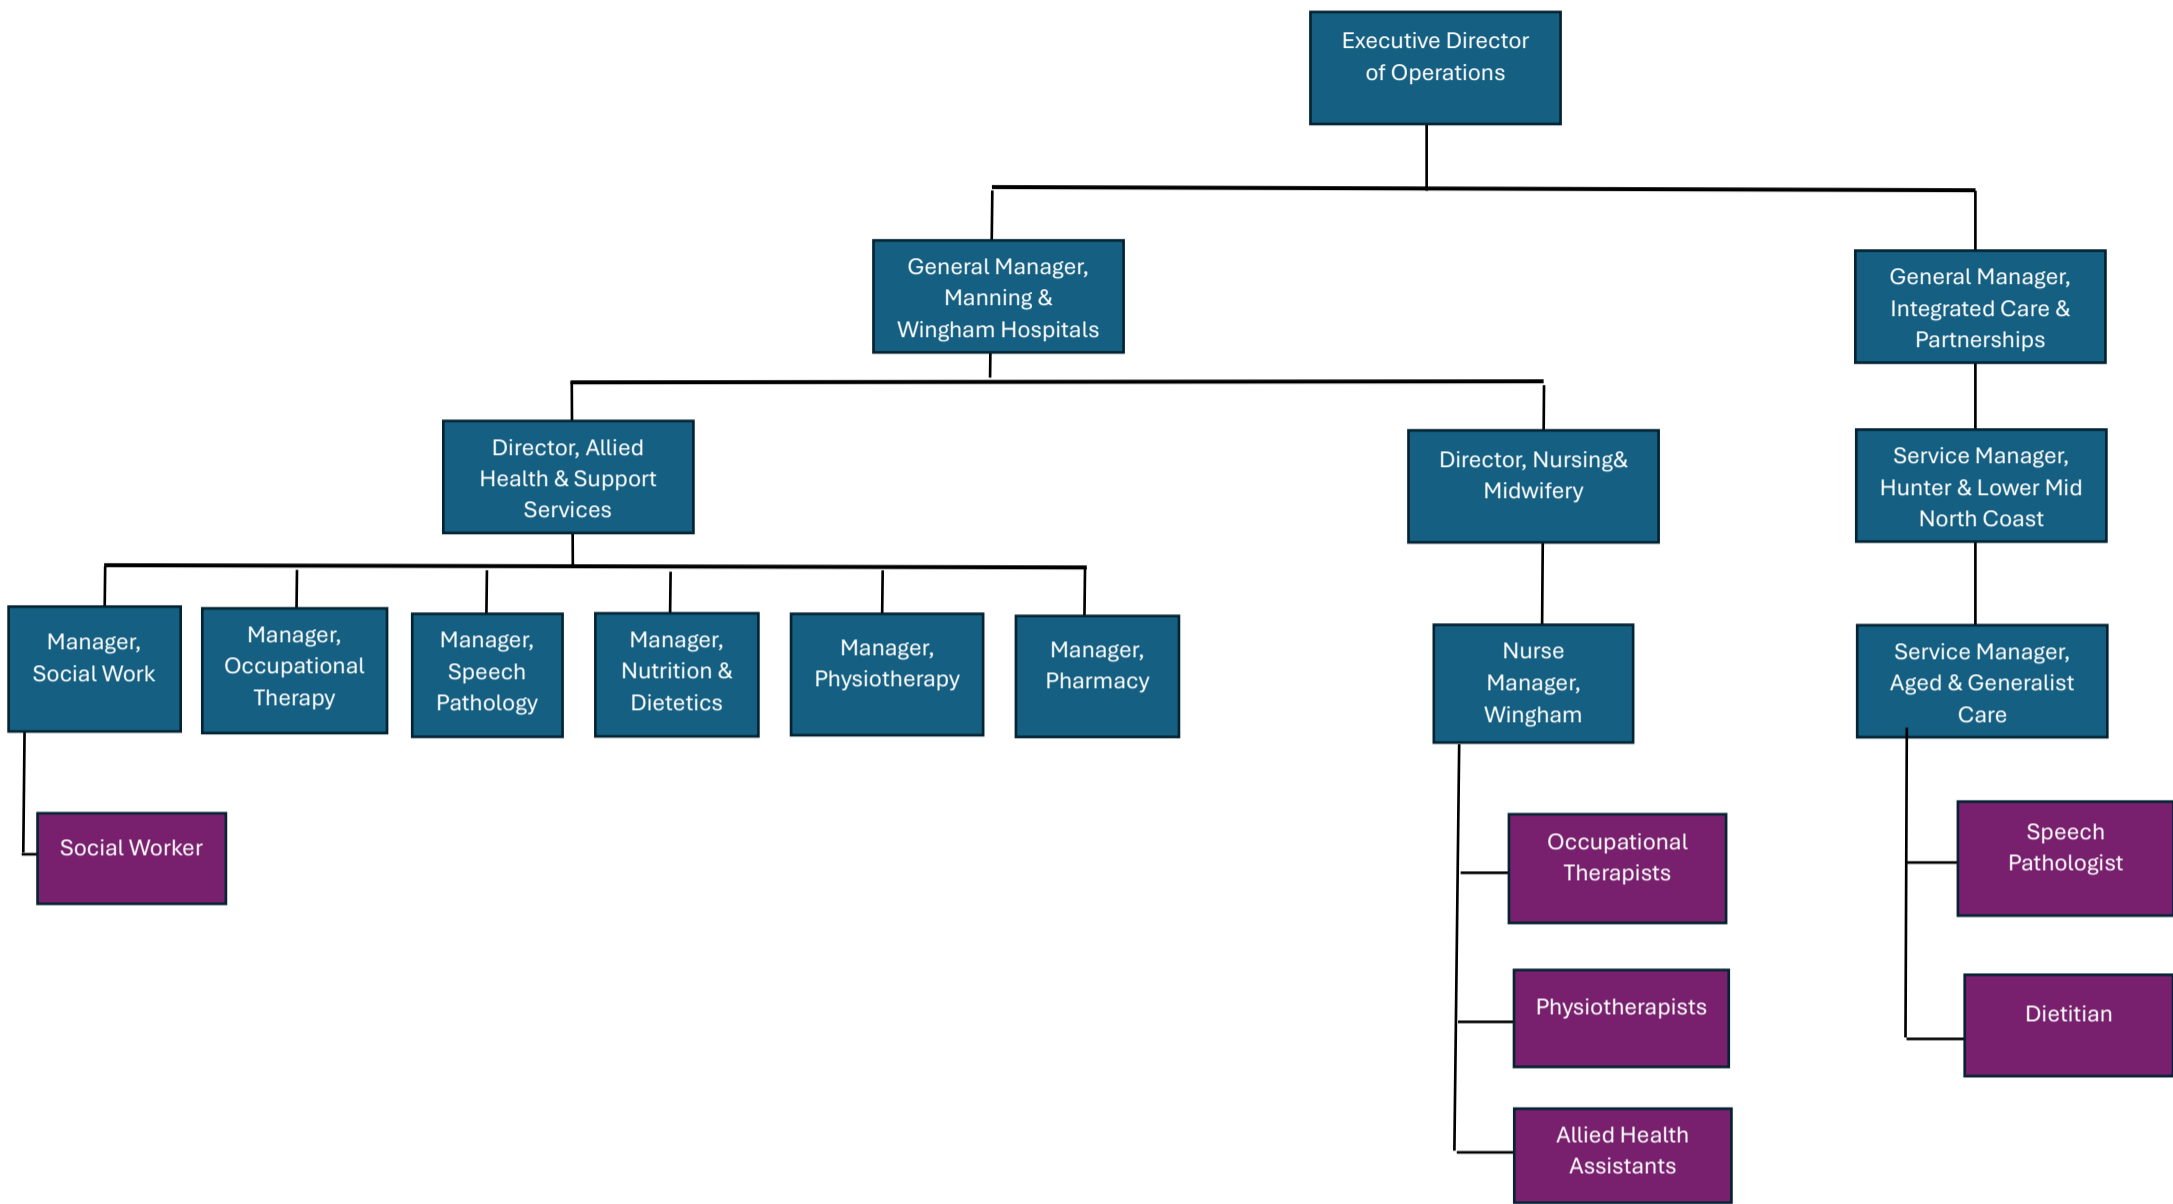 Executive Director
of Operations
General Manager,
Manning &
Wingham Hospitals
General Manager,
Integrated Care &
Partnerships
Director, Allied
Health & Support
Services
Director, Nursing&
Midwifery
Service Manager,
Hunter & Lower Mid
North Coast
Manager,
Social Work
Manager,
Occupational
Therapy
Manager,
Speech
Pathology
Manager,
Nutrition &
Dietetics
Manager,
Physiotherapy
Manager,
Pharmacy
Nurse
Manager,
Wingham
Service Manager,
Aged & Generalist
Care
Social Worker
Occupational
Therapists
Speech
Pathologist
Physiotherapists
Dietitian
Allied Health
Assistants